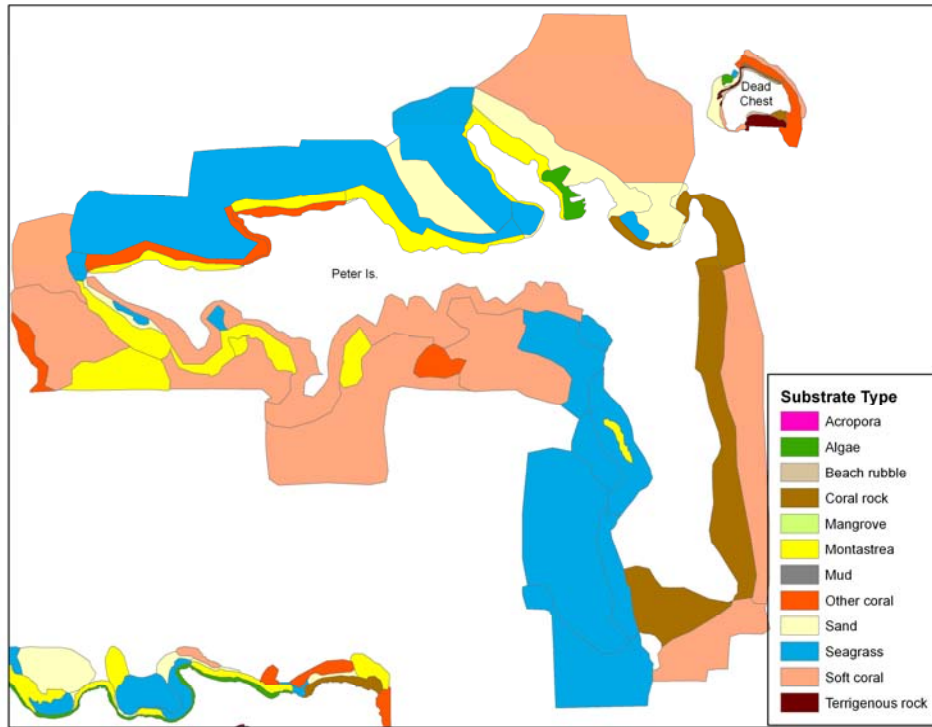 Dead
Chest
Peter Is.
Substrate Type
Acropora
Algae
Beach rubble
Coral rock
Mangrove
Montastrea
Mud
Other coral
Sand
Seagrass
Soft coral
Terrigenous rock